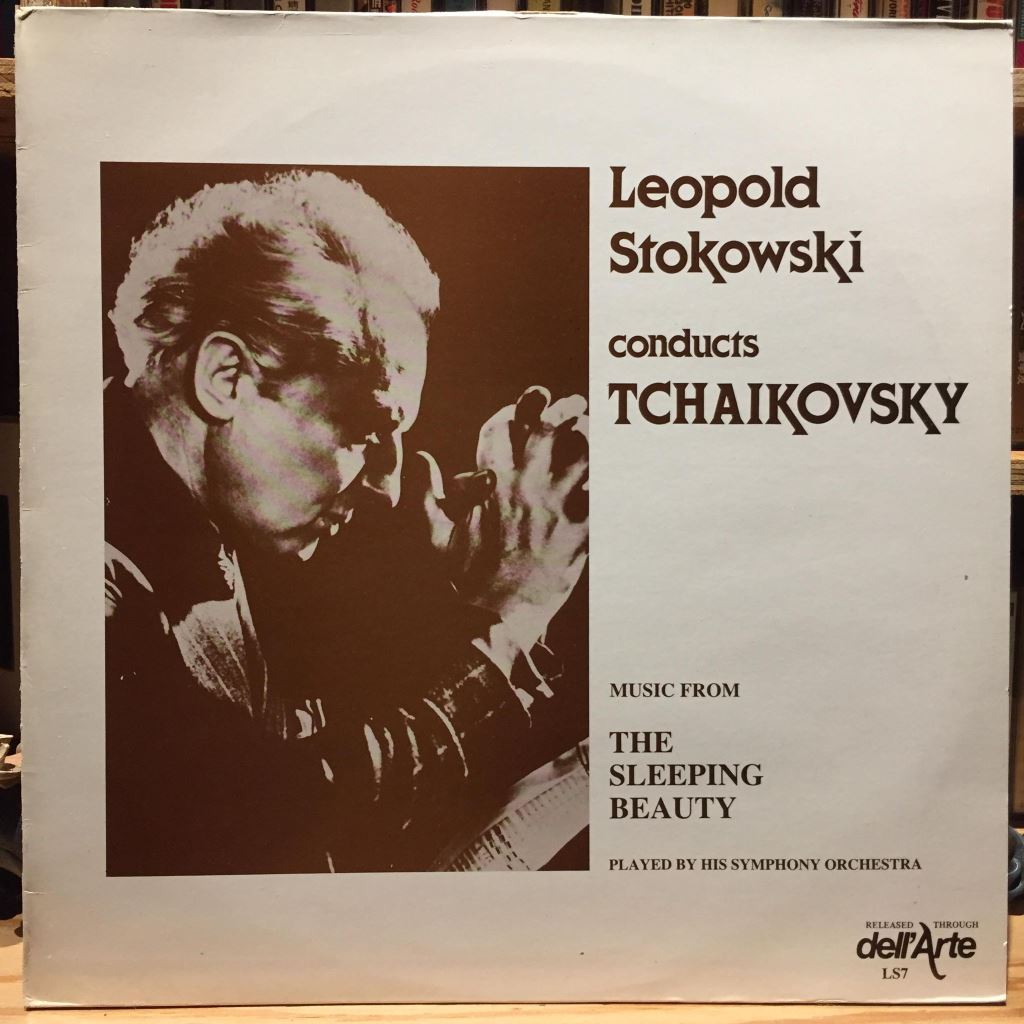 Leopold
Stokowski
conducts
TCHAIKOVSKY
MUSIC FROM
THE
SLEEPING
BEAUTY
PLAYED BY HIS SYMPHONY ORCHESTRA
RELEASED THROUGH
dell'Arte
LS7